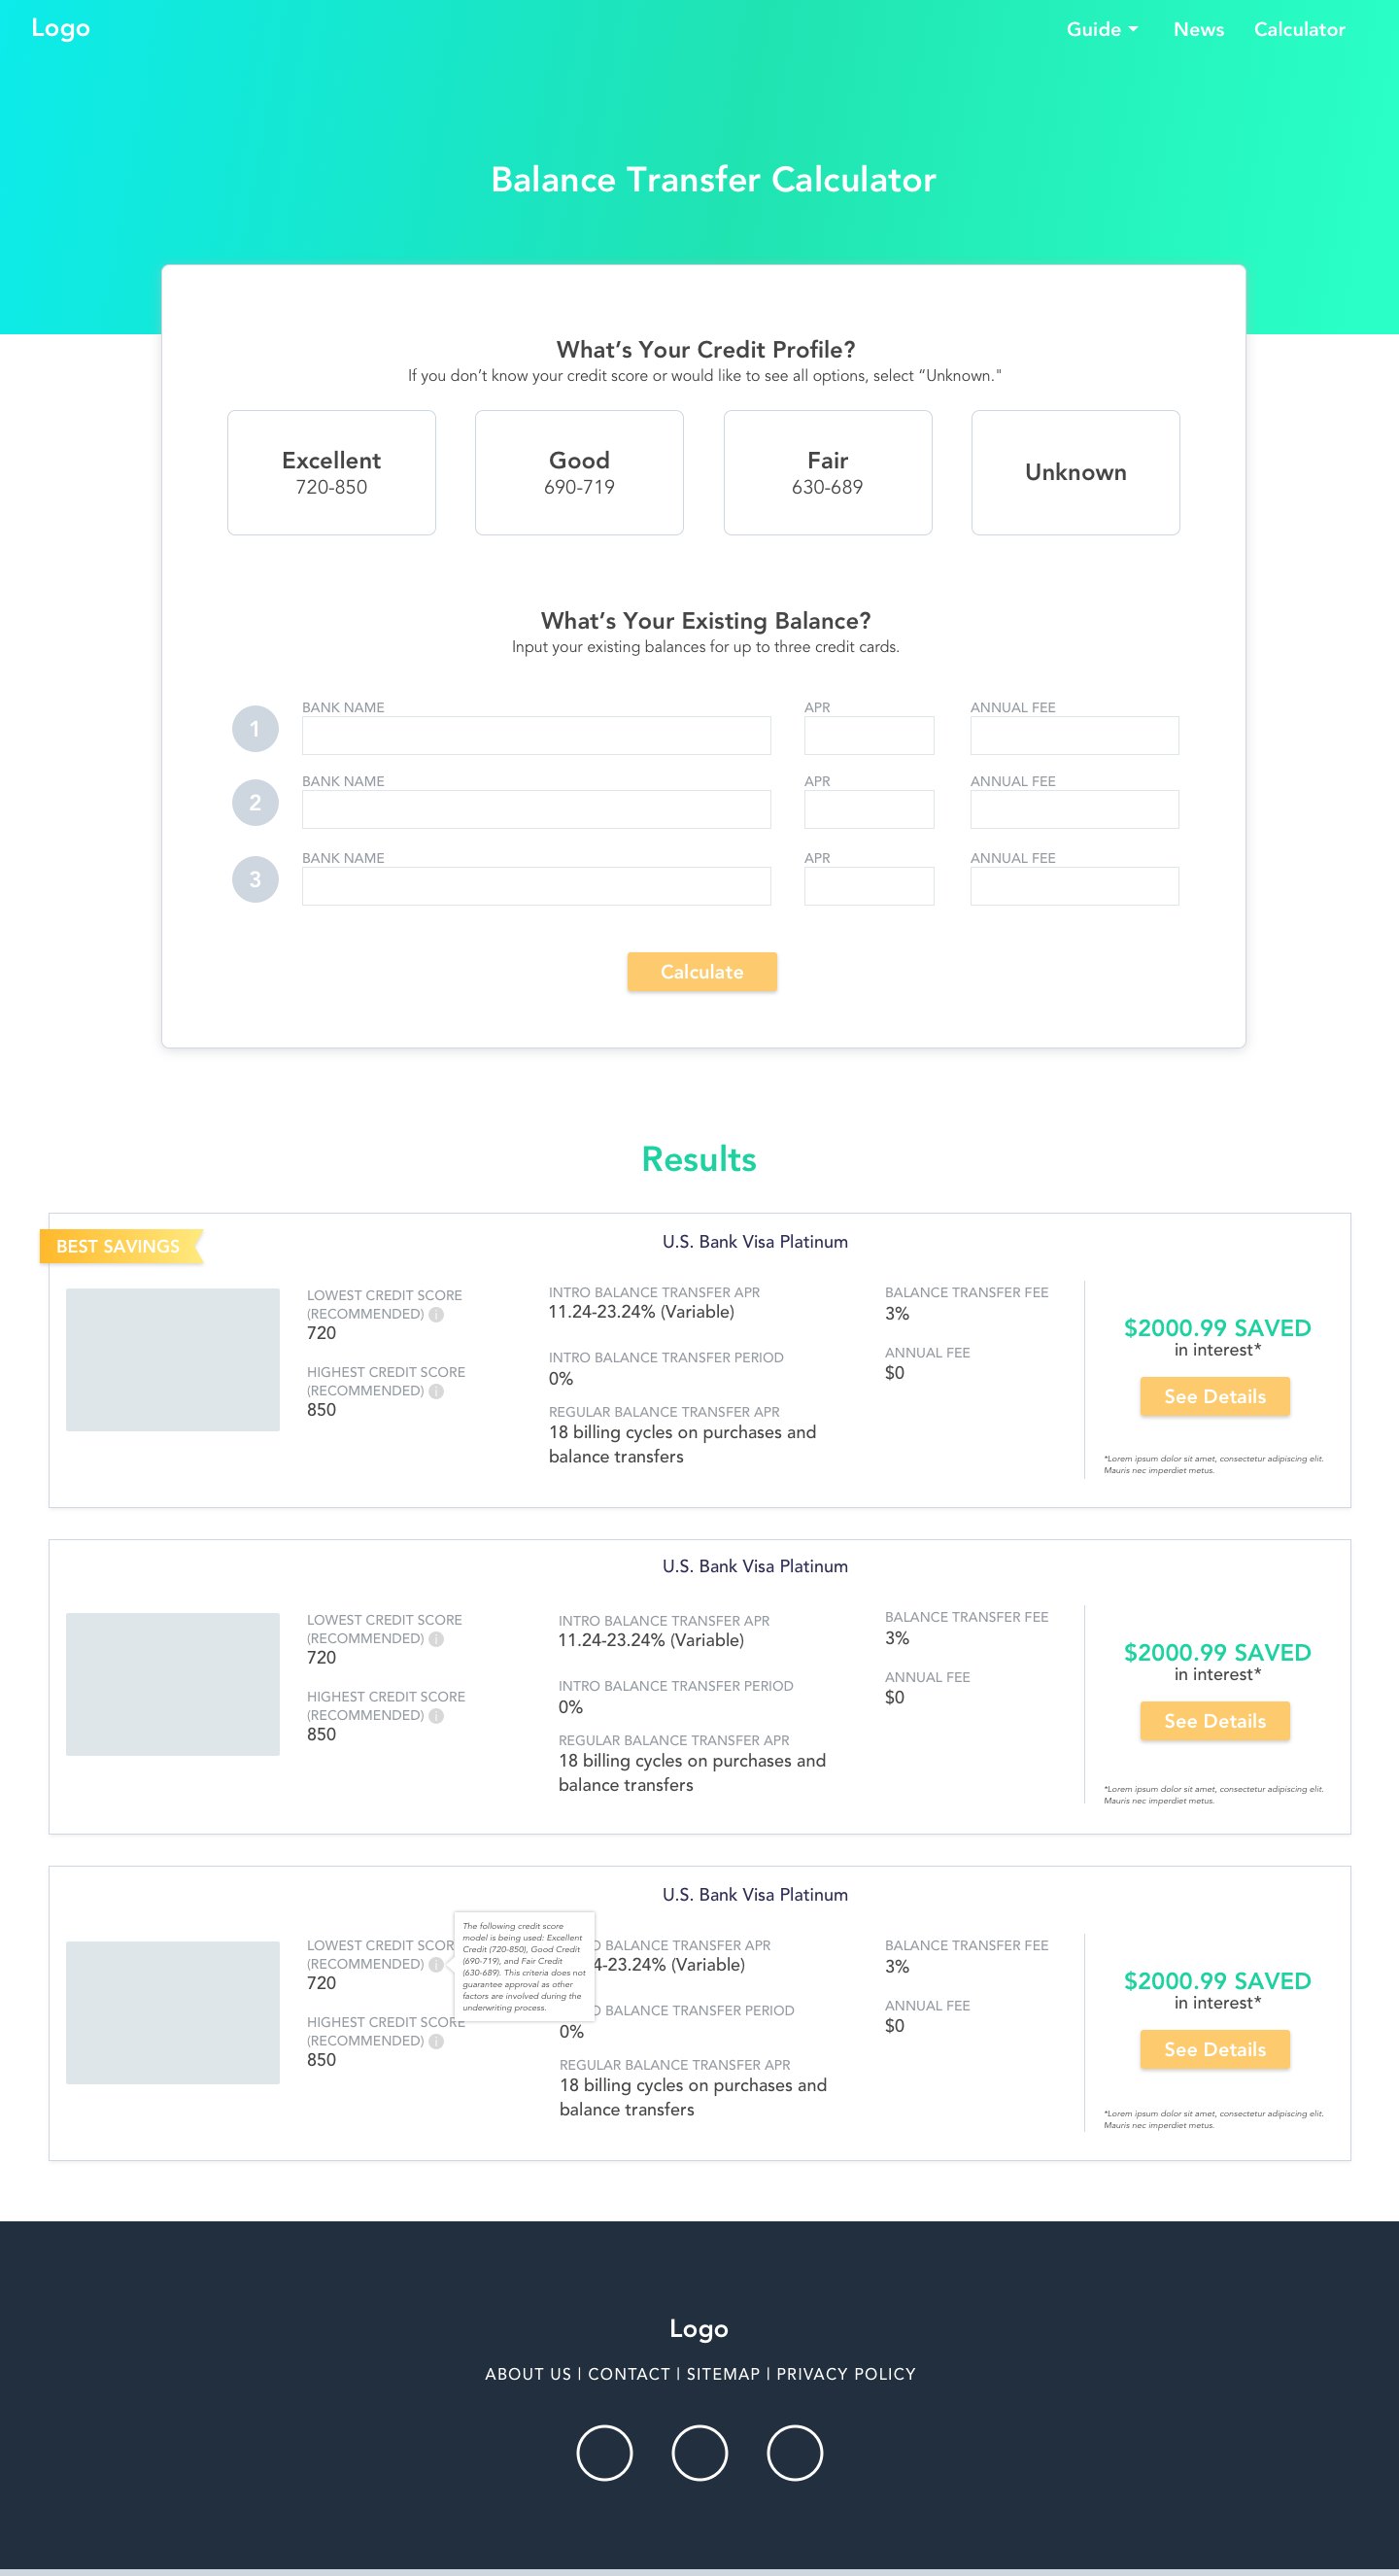 Logo
Guide
News
Calculator
Balance Transfer Calculator
What’s Your Credit Profile?
If you don’t know your credit score or would like to see all options, select “Unknown."
Excellent
720-850
Good
690-719
Fair
630-689
Unknown
What’s Your Existing Balance?
Input your existing balances for up to three credit cards.
1
BANK NAME
APR
ANNUAL FEE
2
BANK NAME
APR
ANNUAL FEE
3
BANK NAME
APR
ANNUAL FEE
Calculate
Results
BEST SAVINGS
U.S. Bank Visa Platinum
LOWEST CREDIT SCORE
(RECOMMENDED) i
720
HIGHEST CREDIT SCORE
(RECOMMENDED) i
850
INTRO BALANCE TRANSFER APR
11.24-23.24% (Variable)
INTRO BALANCE TRANSFER PERIOD
0%
REGULAR BALANCE TRANSFER APR
18 billing cycles on purchases and
balance transfers
BALANCE TRANSFER FEE
3%
ANNUAL FEE
$0
$2000.99 SAVED
in interest*
See Details
*Lorem ipsum dolor sit amet, consectetur adipiscing elit.
Mauris nec imperdiet metus.
U.S. Bank Visa Platinum
LOWEST CREDIT SCORE
(RECOMMENDED) i
720
HIGHEST CREDIT SCORE
(RECOMMENDED) i
850
INTRO BALANCE TRANSFER APR
11.24-23.24% (Variable)
INTRO BALANCE TRANSFER PERIOD
0%
REGULAR BALANCE TRANSFER APR
18 billing cycles on purchases and
balance transfers
BALANCE TRANSFER FEE
3%
ANNUAL FEE
$0
$2000.99 SAVED
in interest*
See Details
*Lorem ipsum dolor sit amet, consectetur adipiscing elit.
Mauris nec imperdiet metus.
U.S. Bank Visa Platinum
LOWEST CREDIT SCOR
(RECOMMENDED) i
720
HIGHEST CREDIT SCORE
(RECOMMENDED) i
850
The following credit score
model is being used: Excellent
Credit (720-850), Good Credit
(690-719), and Fair Credit
(630-689). This criteria does not
guarantee approval as other
factors are involved during the
underwriting process.
O BALANCE TRANSFER APR
4-23.24% (Variable)
O BALANCE TRANSFER PERIOD
0%
REGULAR BALANCE TRANSFER APR
18 billing cycles on purchases and
balance transfers
BALANCE TRANSFER FEE
3%
ANNUAL FEE
$0
$2000.99 SAVED
in interest*
See Details
*Lorem ipsum dolor sit amet, consectetur adipiscing elit.
Mauris nec imperdiet metus.
Logo
ABOUT US | CONTACT | SITEMAP | PRIVACY POLICY